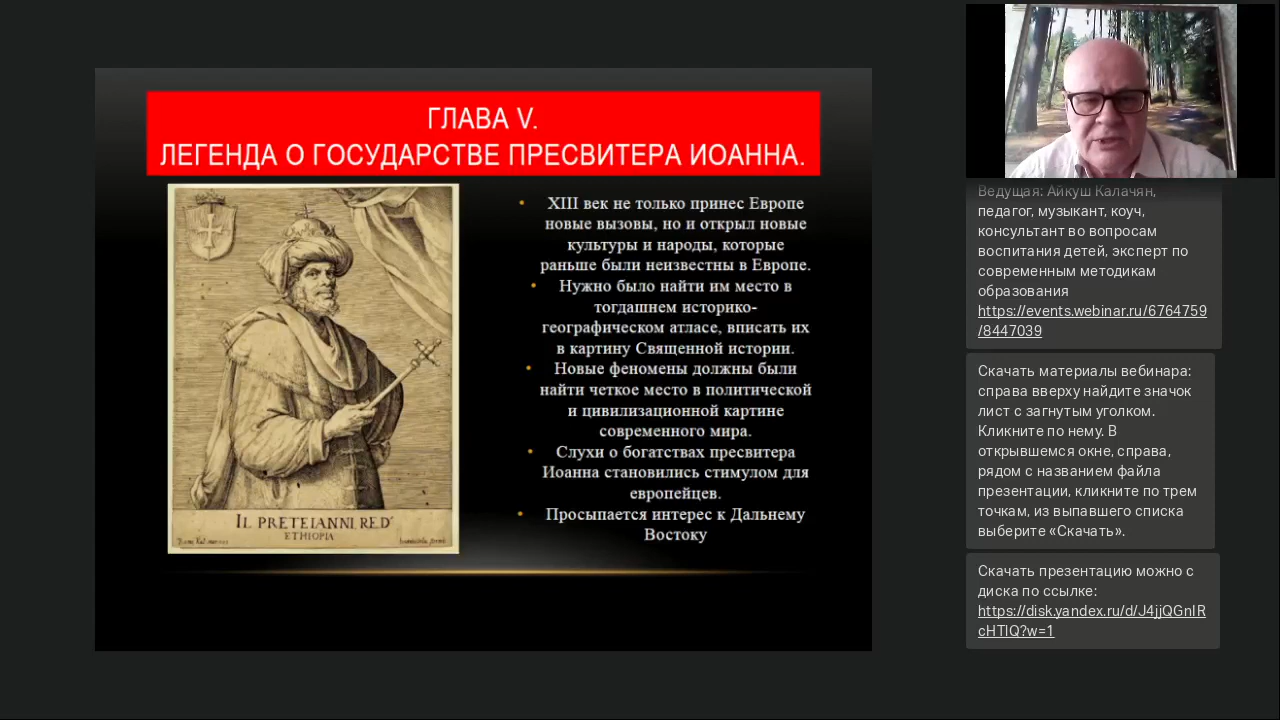 ГЛАВА V.
ЛЕГЕНДА О ГОСУДАРСТВЕ ПРЕСВИТЕРА ИОАННА.
• XIII век не только принес Европе
новые вызовы, но и открыл новые
культуры и народы, которые
раньше были неизвестны в Европе.
• Нужно было найти им место в
тогдашнем историко-
географическом атласе, вписать их
в картину Священной истории.
• Новые феномены должны были
найти четкое место в политической
и цивилизационной картине
современного мира.
• Слухи о богатствах пресвитера
Иоанна становились стимулом для
европейцев.
• Просыпается интерес к Дальнему
Востоку
IL PRETEIANNI RE D'
ETHIOPIA
Ведущая: Айкуш Калачян,
педагог, музыкант, коуч,
консультант во вопросам
воспитания детей, эксперт по
современным методикам
образования
https://events.webinar.ru/6764759
/8447039
Скачать материалы вебинара:
справа вверху найдите значок
лист с загнутым уголком.
Кликните по нему. В
открывшемся окне, справа,
рядом с названием файла
презентации, кликните по трем
точкам, из выпавшего списка
выберите «Скачать».
Скачать презентацию можно с
диска по ссылке:
https://disk.yandex.ru/d/J4jjQGnIR
cHTlQ?w=1